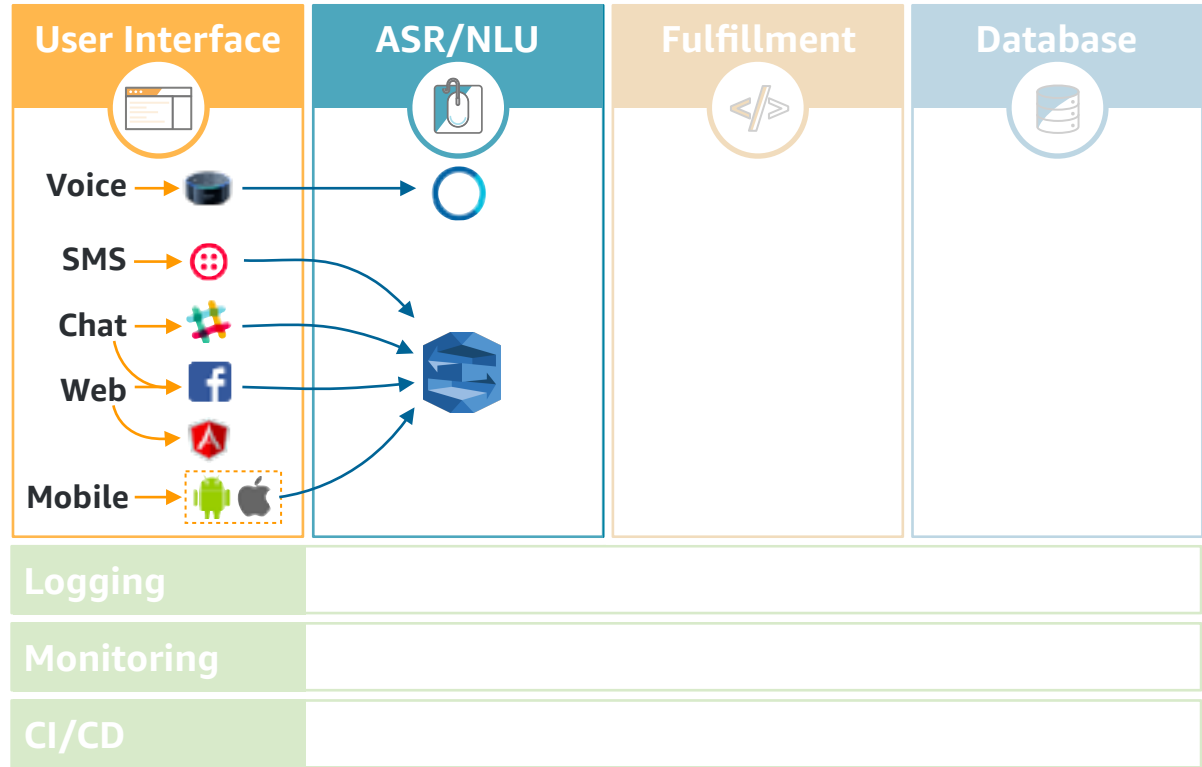 User Interface
ASR/NLU
Fulfillment
Database
</>
Voice
SMS
Chat
Web
Mobile
Logging
Monitoring
CI/CD